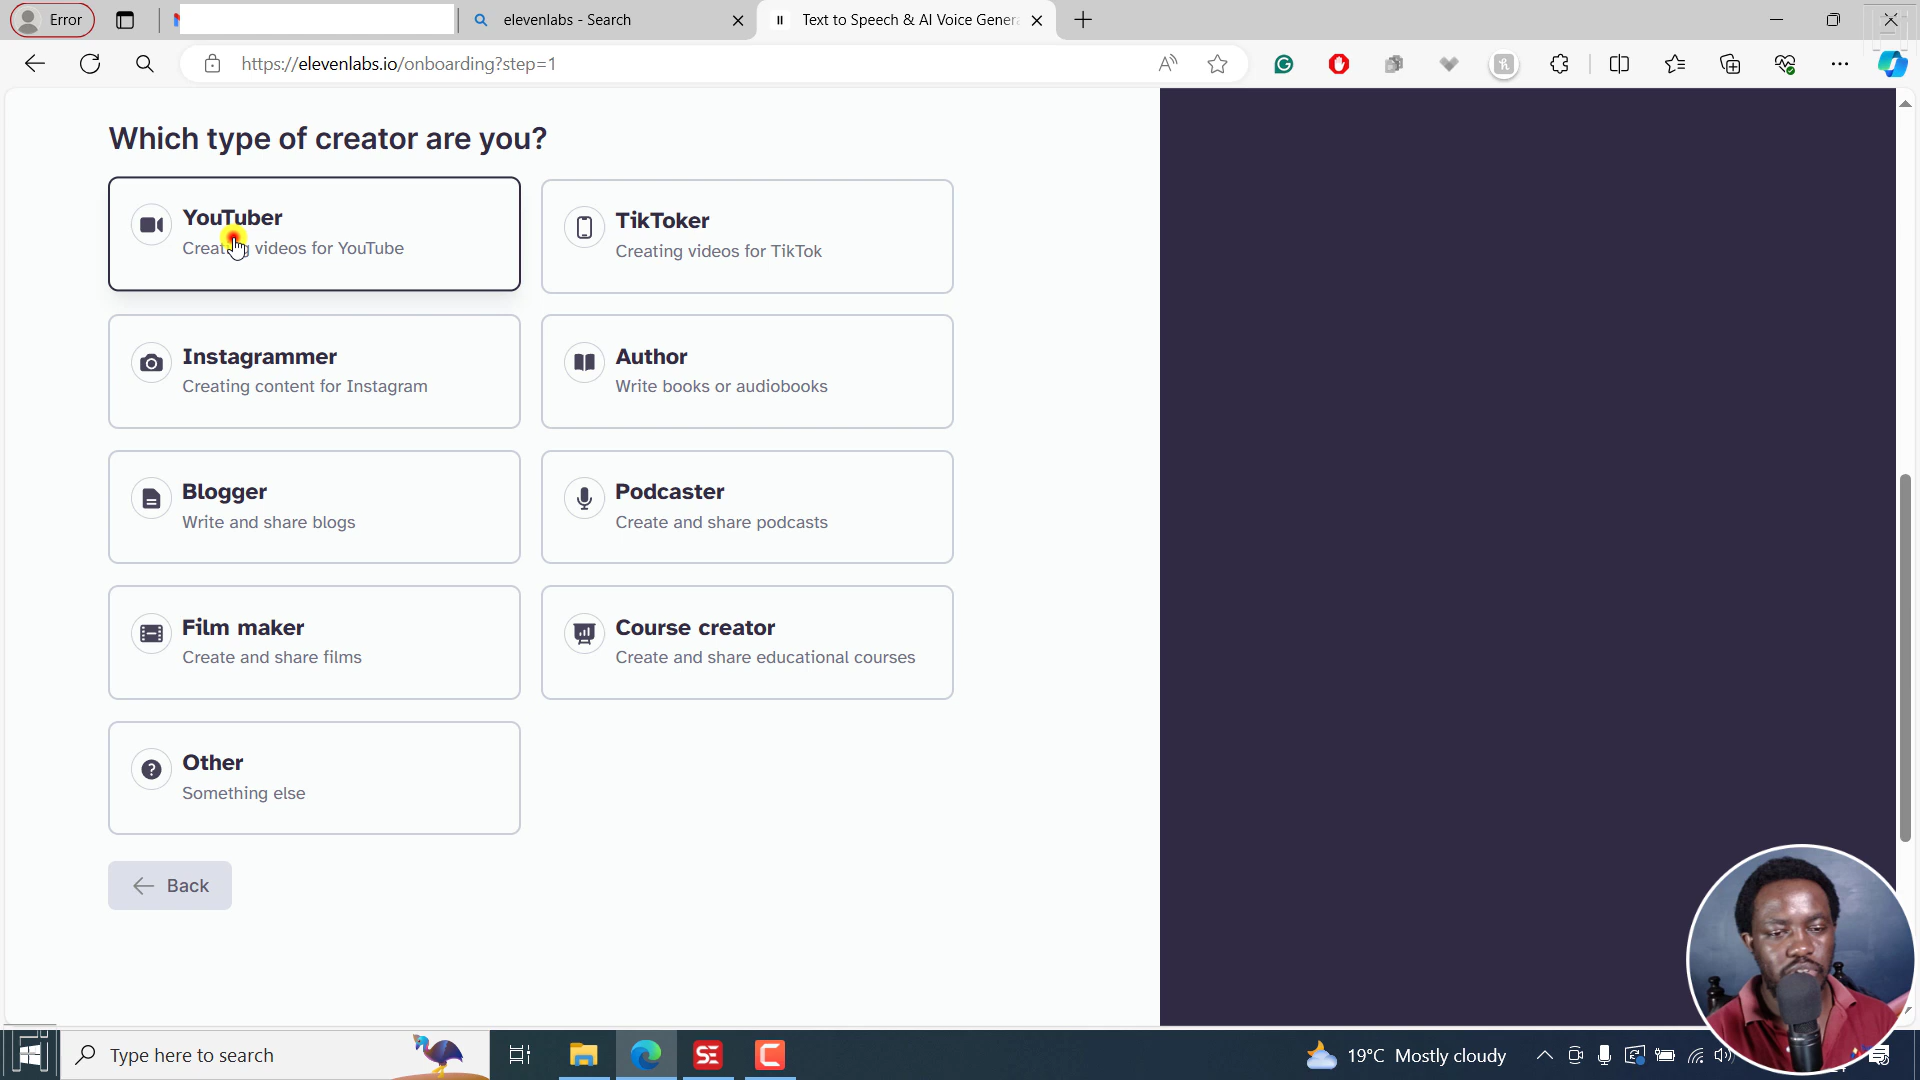 Error
elevenlabs - Search
Text to Speech & AI Voice Gener
https://elevenlabs.io/onboarding?step=1
Which type of creator are you?
YouTuber
Creating videos for YouTube
TikToker
Creating videos for TikTok
Instagrammer
Creating content for Instagram
Author
Write books or audiobooks
Blogger
Write and share blogs
Podcaster
Create and share podcasts
Film maker
Create and share films
Course creator
Create and share educational courses
Other
Something else
Back
Type here to search
SE
19°C Mostly cloudy